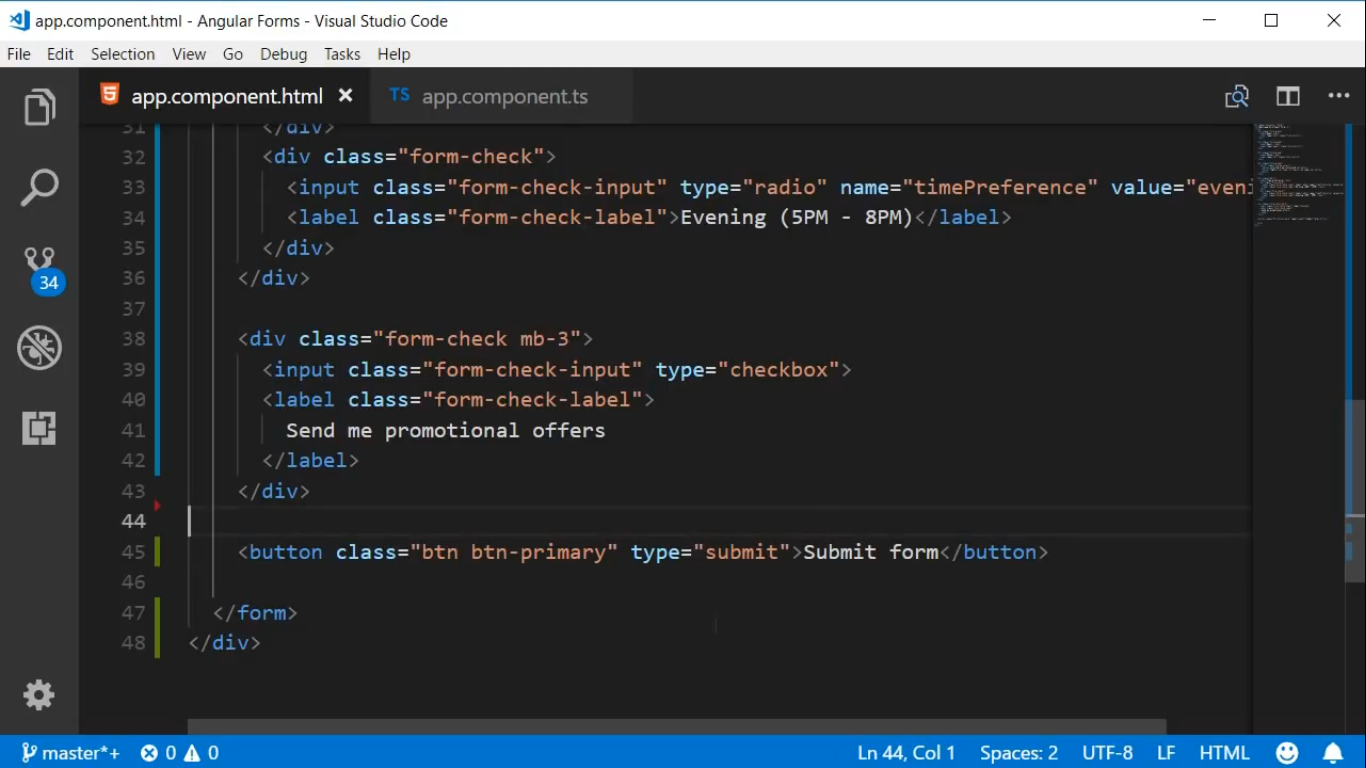 app.component.html - Angular Forms - Visual Studio Code
File Edit Selection View Go Debug Tasks Help
app.component.html
TS app.component.ts
31 </div>
32 <div class="form-check">
33 <input class="form-check-input" type="radio" name="timePreference" value="eveni
34 <label class="form-check-label">Evening (5PM - 8PM)</label>
35 </div>
36 </div>
37
38 <div class="form-check mb-3">
39 <input class="form-check-input" type="checkbox">
40 <label class="form-check-label">
41 Send me promotional offers
42 </label>
43 </div>
44
45 <button class="btn btn-primary" type="submit">Submit form</button>
46
47 </form>
48 </div>
34
master*+ 0 0 Ln 44, Col 1 Spaces: 2 UTF-8 LF HTML